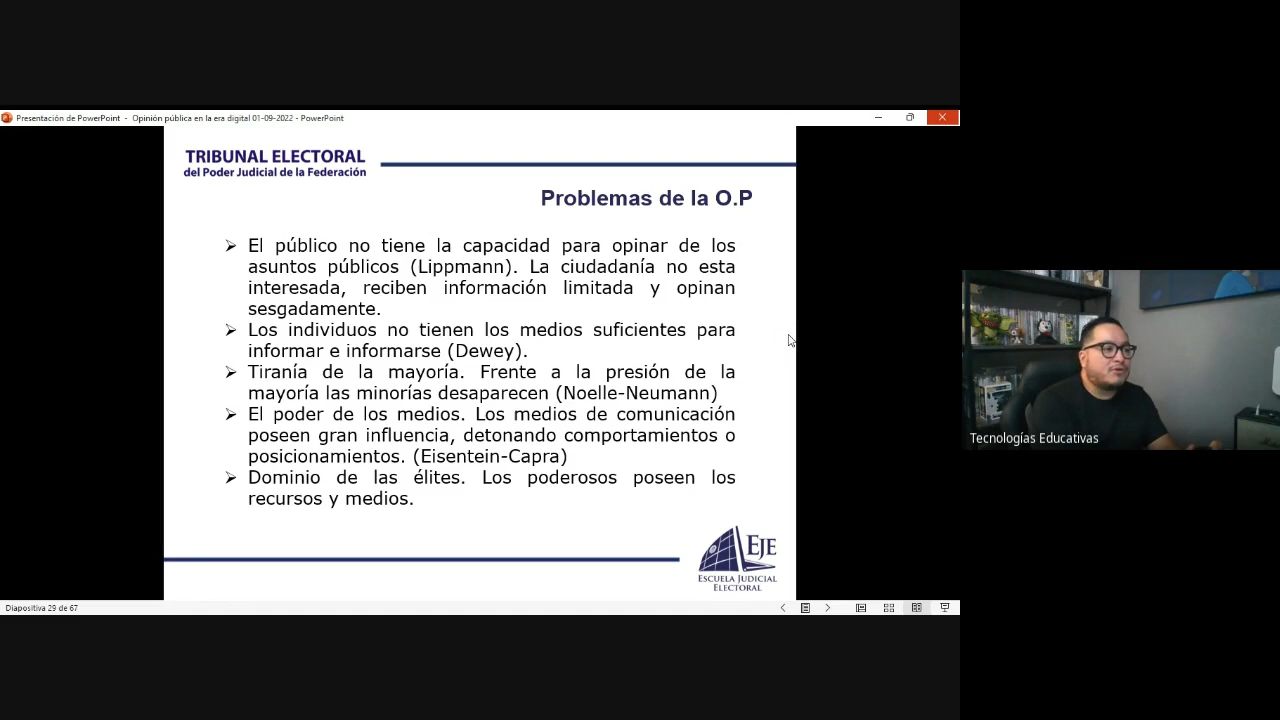 Presentación de PowerPoint - Opinión pública en la era digital 01-09-2022 - PowerPoint
TRIBUNAL ELECTORAL
del Poder Judicial de la Federación
Problemas de la O.P
➢ El público no tiene la capacidad para opinar de los
asuntos públicos (Lippmann). La ciudadanía no esta
interesada, reciben información limitada y opinan
sesgadamente.
➢ Los individuos no tienen los medios suficientes para
informar e informarse (Dewey).
➢ Tiranía de la mayoría. Frente a la presión de la
mayoría las minorías desaparecen (Noelle-Neumann)
➢ El poder de los medios. Los medios de comunicación
poseen gran influencia, detonando comportamientos o
posicionamientos. (Eisentein-Capra)
➢ Dominio de las élites. Los poderosos poseen los
recursos y medios.
EJE
ESCUELA JUDICIAL
ELECTORAL
Diapositiva 29 de 67
Tecnologías Educativas